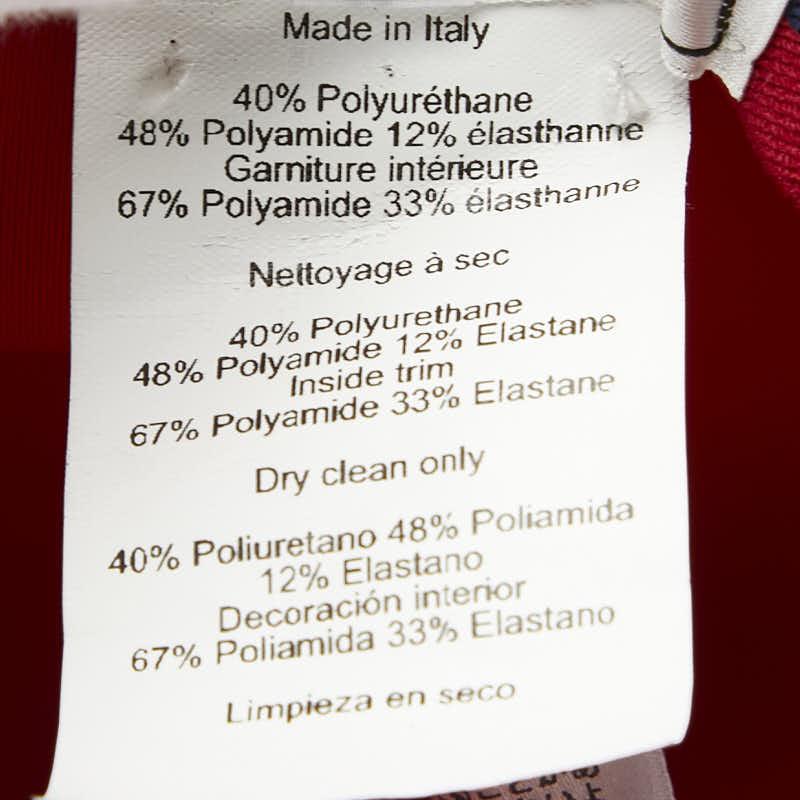 Made in Italy
40% Polyuréthane
48% Polyamide 12% élasthanne
Garniture intérieure
67% Polyamide 33% élasthanne
Nettoyage à sec
40% Polyurethane
48% Polyamide 12% Elastane
Inside trim
67% Polyamide 33% Elastane
Dry clean only
40% Poliuretano 48% Poliamida
12% Elastano
Decoración interior
67% Poliamida 33% Elastano
Limpieza en seco